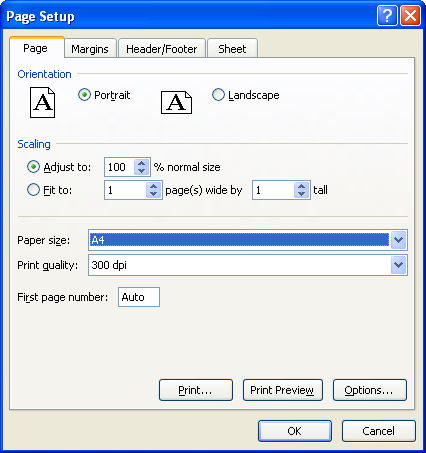 Page Setup
Page Margins Header/Footer Sheet
Orientation
A Portrait A Landscape
Scaling
Adjust to: 100 % normal size
Fit to: 1 page(s) wide by 1 tall
Paper size: A4
Print quality: 300 dpi
First page number: Auto
Print... Print Preview Options...
OK Cancel